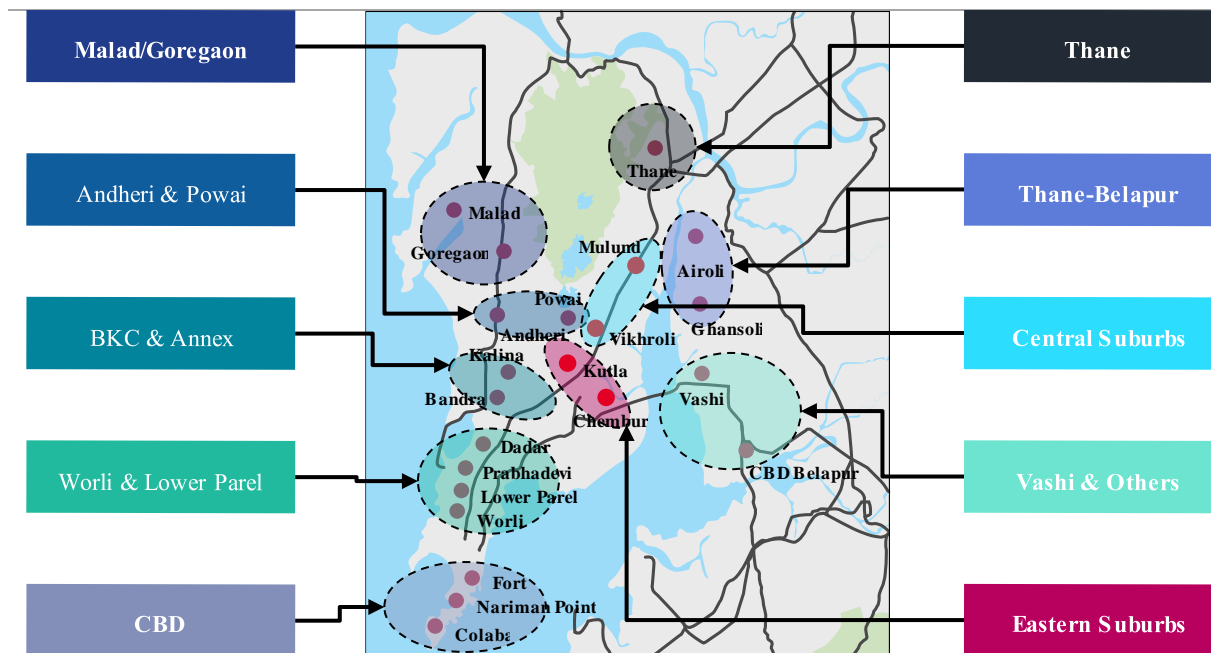 Malad/Goregaon
Thane
Andheri & Powai
Thane-Belapur
BKC & Annex
Central Suburbs
Worli & Lower Parel
Vashi & Others
CBD
Eastern Suburbs
Thane
Malad
Goregaon
Mulund
Airoli
Powai
Andheri
Ghansoli
Vikhroli
Kalina
Kutla
Bandra
Vashi
Chembur
Dadar
CBD Belapur
Prabhadevi
Lower Parel
Worli
Fort
Nariman Point
Colaba